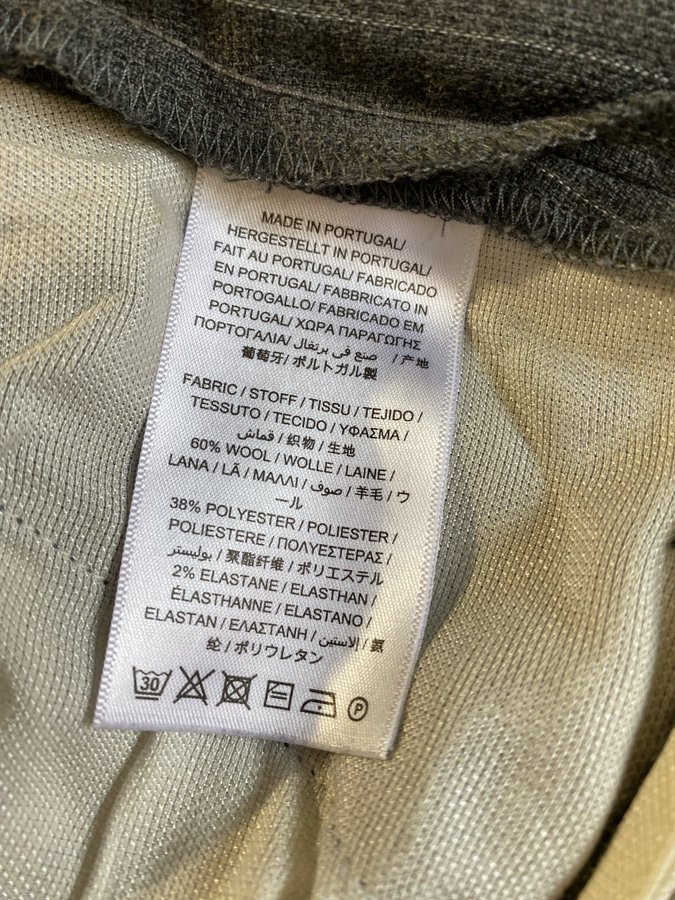 MADE IN PORTUGAL/
HERGESTELLT IN PORTUGAL/
FAIT AU PORTUGAL/ FABRICADO
EN PORTUGAL/ FABBRICATO IN
PORTOGALLO/ FABRICADO EM
PORTUGAL/ ΧΩΡΑ ΠΑΡΑΓΩΓΗΣ
ΠΟΡΤΟΓΑΛΙΑ/ صنع في برتغال / 产地
葡萄牙/ ポルトガル製
FABRIC / STOFF / TISSU / TEJIDO /
TESSUTO / TECIDO / ΥΦΑΣΜΑ /
قماش / 织物 / 生地
60% WOOL / WOLLE / LAINE /
LANA / LÃ / ΜΑΛΛΙ / صوف / 羊毛 / ウ
ール
38% POLYESTER / POLIESTER /
POLIESTERE / ΠΟΛΥΕΣΤΕΡΑΣ /
بوليستر / 聚酯纤维 / ポリエステル
2% ELASTANE / ELASTHAN /
ÉLASTHANNE / ELASTANO /
ELASTAN / ΕΛΑΣΤΑΝΗ / الاستين / 氨
纶 / ポリウレタン
30 P